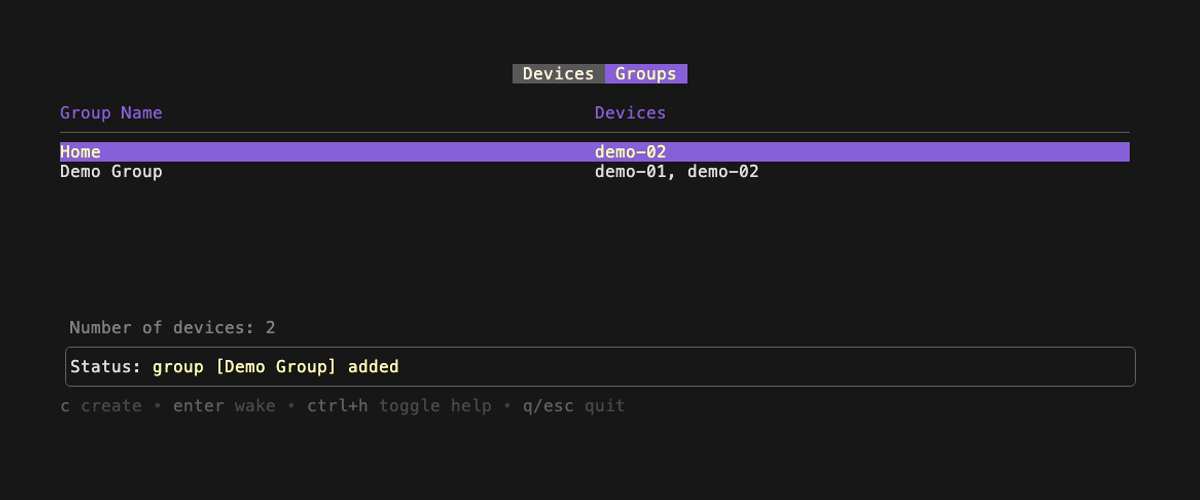 Devices Groups
Group Name Devices
Home demo-02
Demo Group demo-01, demo-02
Number of devices: 2
Status: group [Demo Group] added
c create • enter wake • ctrl+h toggle help • q/esc quit